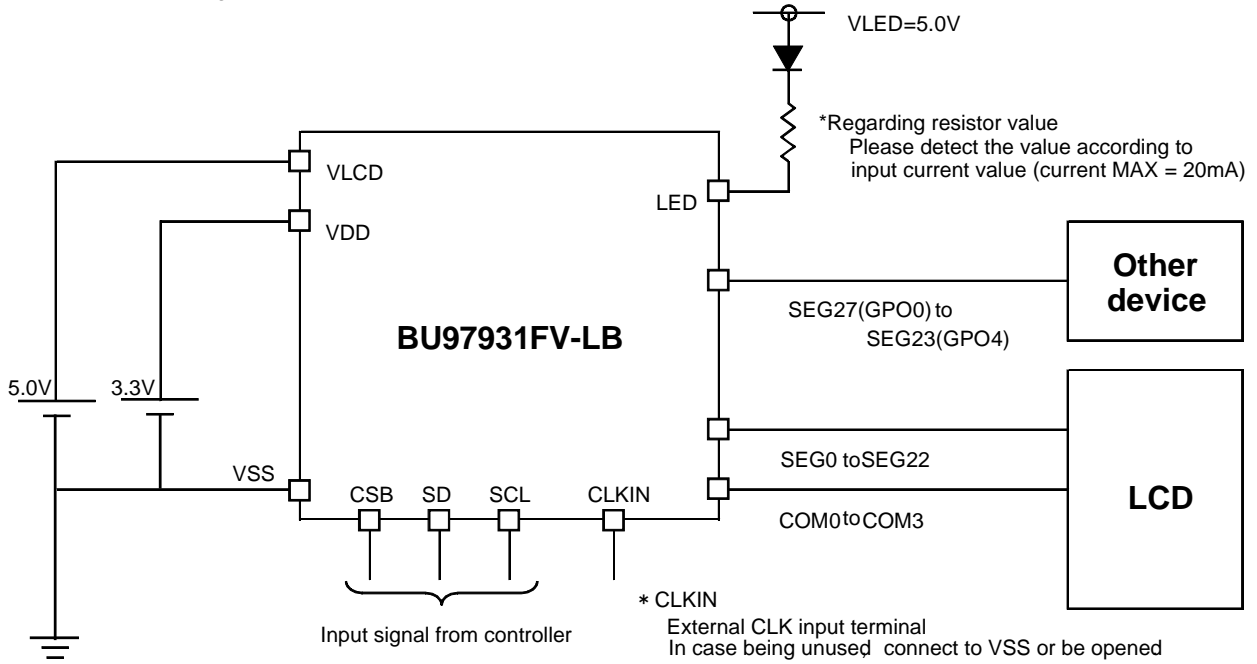 VLED=5.0V
*Regarding resistor value
Please detect the value according to
input current value (current MAX = 20mA)
VLCD
LED
VDD
Other
device
SEG27(GPO0) to
SEG23(GPO4)
BU97931FV-LB
5.0V
3.3V
VSS
SEG0 toSEG22
CSB SD SCL CLKIN
LCD
COM0toCOM3
* CLKIN
External CLK input terminal
In case being unused, connect to VSS or be opened
Input signal from controller